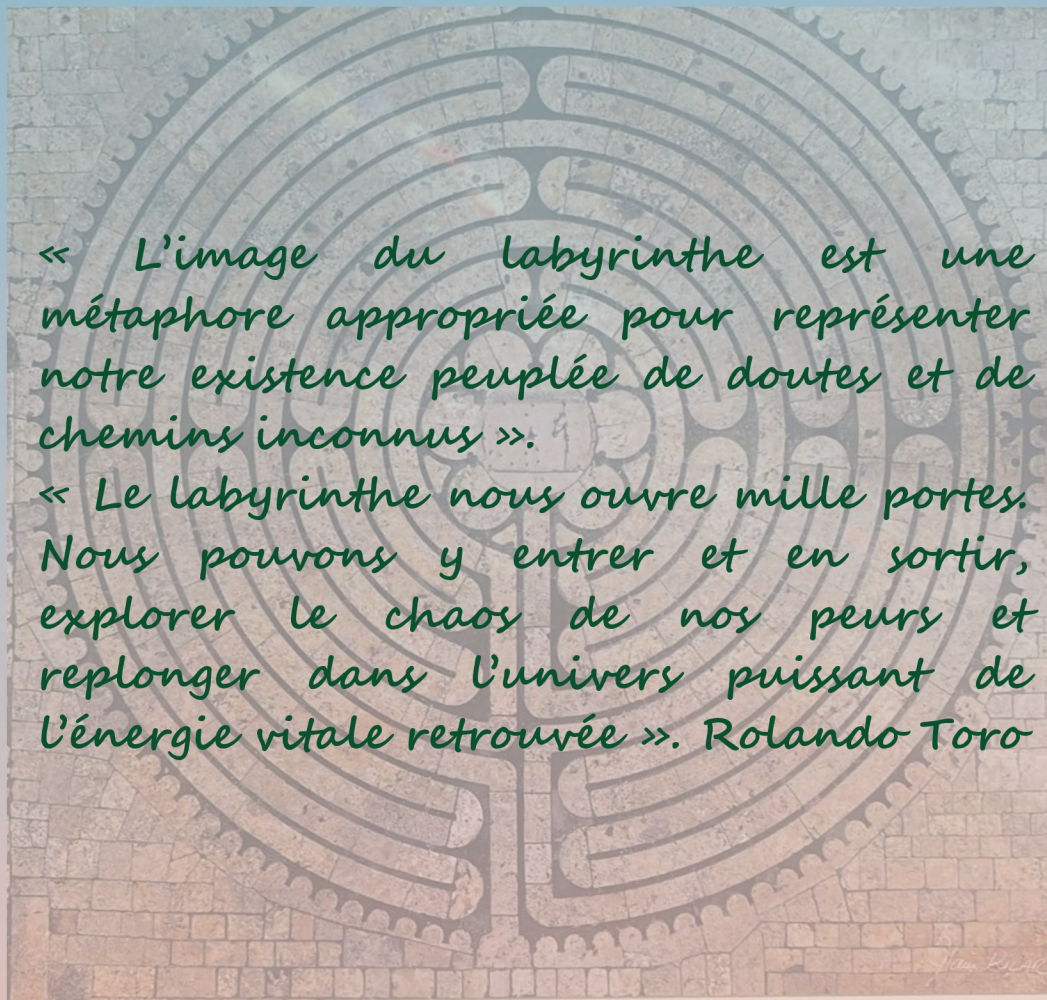 « L'image du labyrinthe est une
métaphore appropriée pour représenter
notre existence peuplée de doutes et de
chemins inconnus ».
« Le labyrinthe nous ouvre mille portes.
Nous pouvons y entrer et en sortir,
explorer le chaos de nos peurs et
replonger dans l'univers puissant de
l'énergie vitale retrouvée ». Rolando Toro